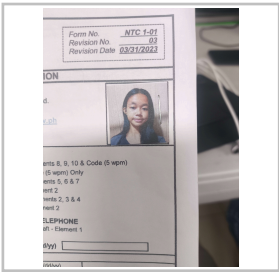 Form No. NTC 1-01
Revision No. 03
Revision Date 03/31/2023
ION
d.
x.ph
ents 8, 9, 10 & Code (5 wpm)
(5 wpm) Only
ents 5, 6 & 7
ent 2
ents 2, 3 & 4
ent 2
ELEPHONE
aft - Element 1
d/yy)